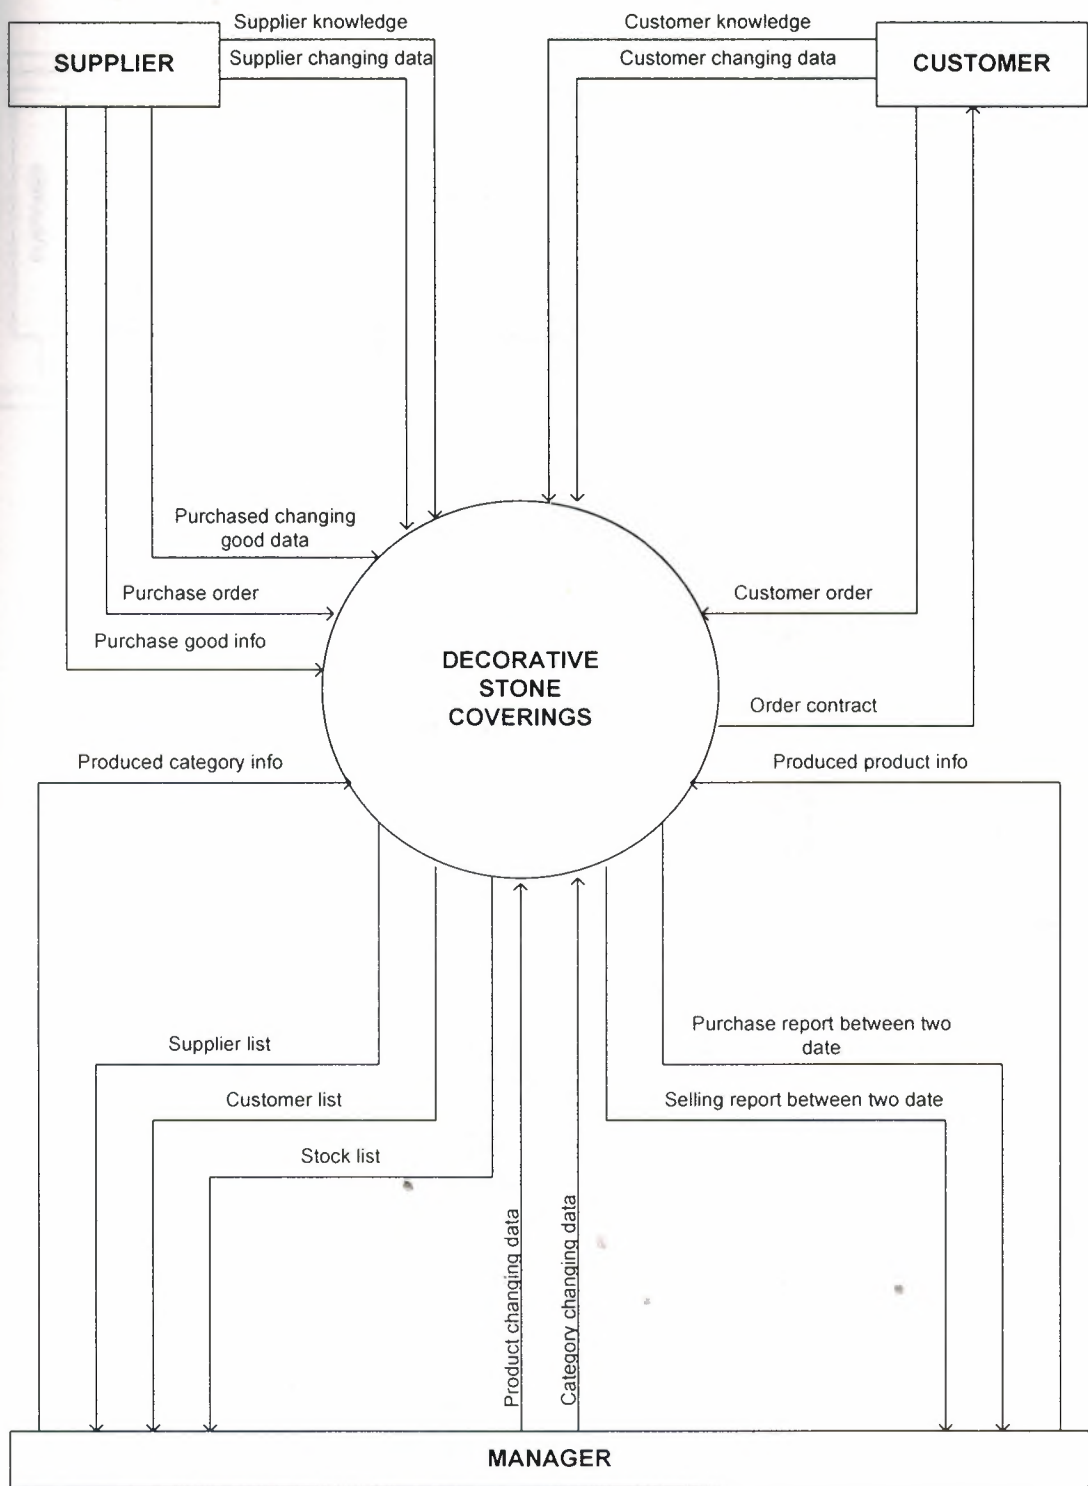 Supplier knowledge
Customer knowledge
SUPPLIER
Supplier changing data
Customer changing data
CUSTOMER
Purchased changing
good data
Purchase order
Customer order
Purchase good info
DECORATIVE
STONE
COVERINGS
Order contract
Produced category info
Produced product info
Purchase report between two
date
Supplier list
Customer list
Selling report between two date
Stock list
Product changing data
Category changing data
MANAGER